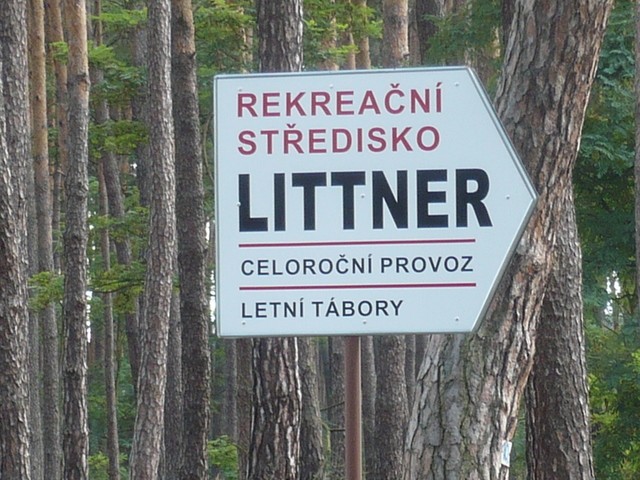 REKREAČNÍ
STŘEDISKO
LITTNER
CELOROČNÍ PROVOZ
LETNÍ TÁBORY